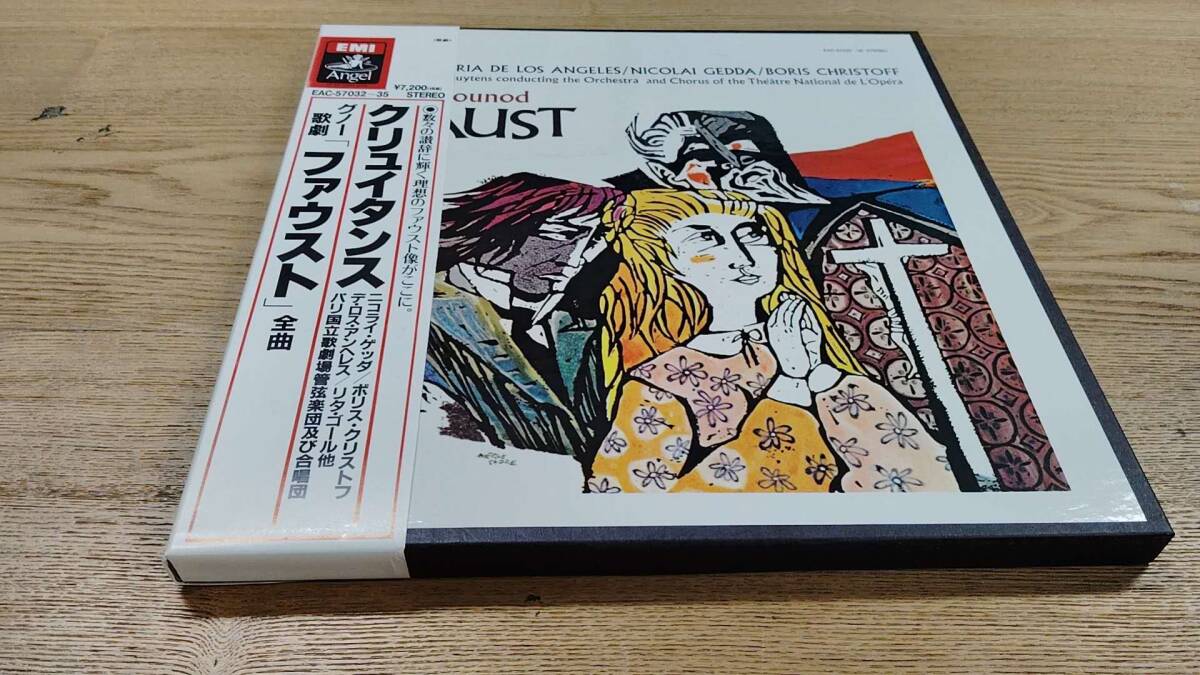 EMI
Angel
EAC-57032—35
¥7,200
STEREO
●数々の讃辞に輝く理想のファウスト像がここに。
クリュイタンス
グノー
歌劇「ファウスト」全曲
ニコライ・ゲッダ ボリス・クリストフ
デ・ロス・アンヘレス/リタ・ゴール他
パリ国立歌劇場管弦楽団及び合唱団
RIA DE LOS ANGELES/NICOLAI GEDDA/BORIS CHRISTOFF
uytens conducting the Orchestra and Chorus of the Théâtre National de L'Opéra
ounod
AUST